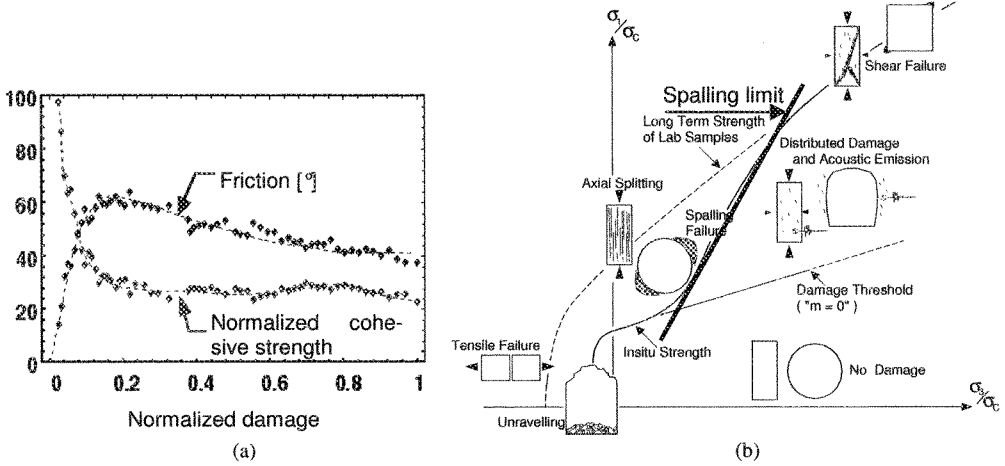 100
80
60
40
20
0
0
0.2
0.4
0.6
0.8
1
Friction [°]
Normalized cohe-
sive strength
Normalized damage
(a)
σ1/σc
Spalling limit
Long Term Strength
of Lab Samples
Shear Failure
Distributed Damage
and Acoustic Emission
Axial Splitting
Spalling
Failure
Damage Threshold
( "m = 0" )
Tensile Failure
Insitu Strength
No Damage
σ3/σc
Unravelling
(b)